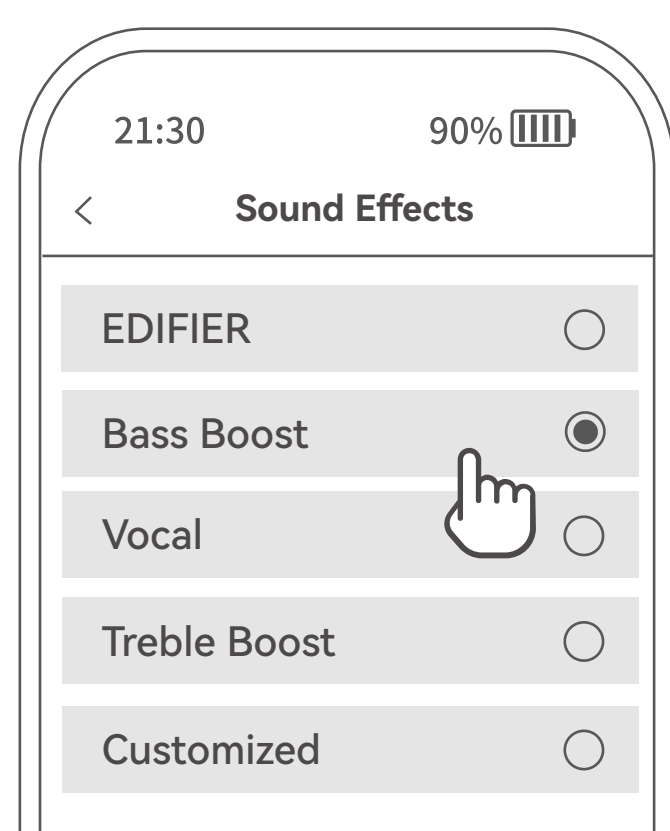 21:30 90%
Sound Effects
EDIFIER
Bass Boost
Vocal
Treble Boost
Customized